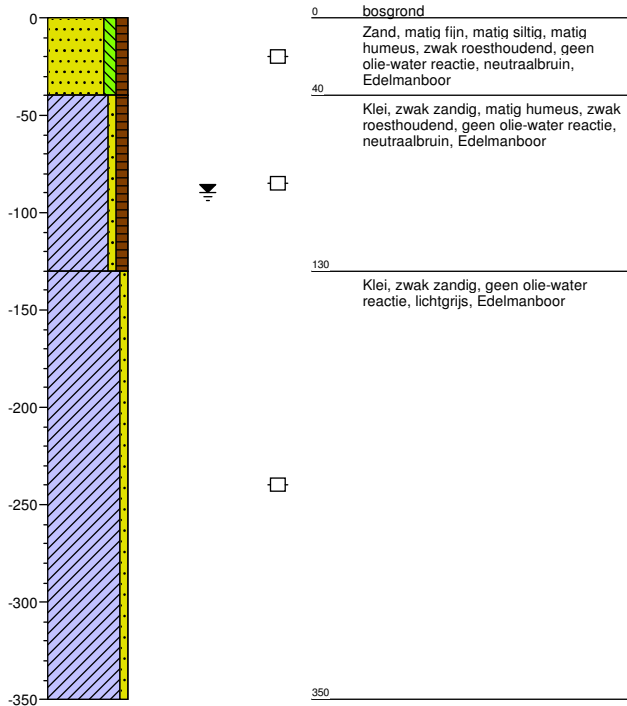 0
0
bosgrond
Zand, matig fijn, matig siltig, matig
humeus, zwak roesthoudend, geen
olie-water reactie, neutraalbruin,
Edelmanboor
40
Klei, zwak zandig, matig humeus, zwak
roesthoudend, geen olie-water reactie,
neutraalbruin, Edelmanboor
-50
-100
130
Klei, zwak zandig, geen olie-water
reactie, lichtgrijs, Edelmanboor
-150
-200
-250
-300
-350
350